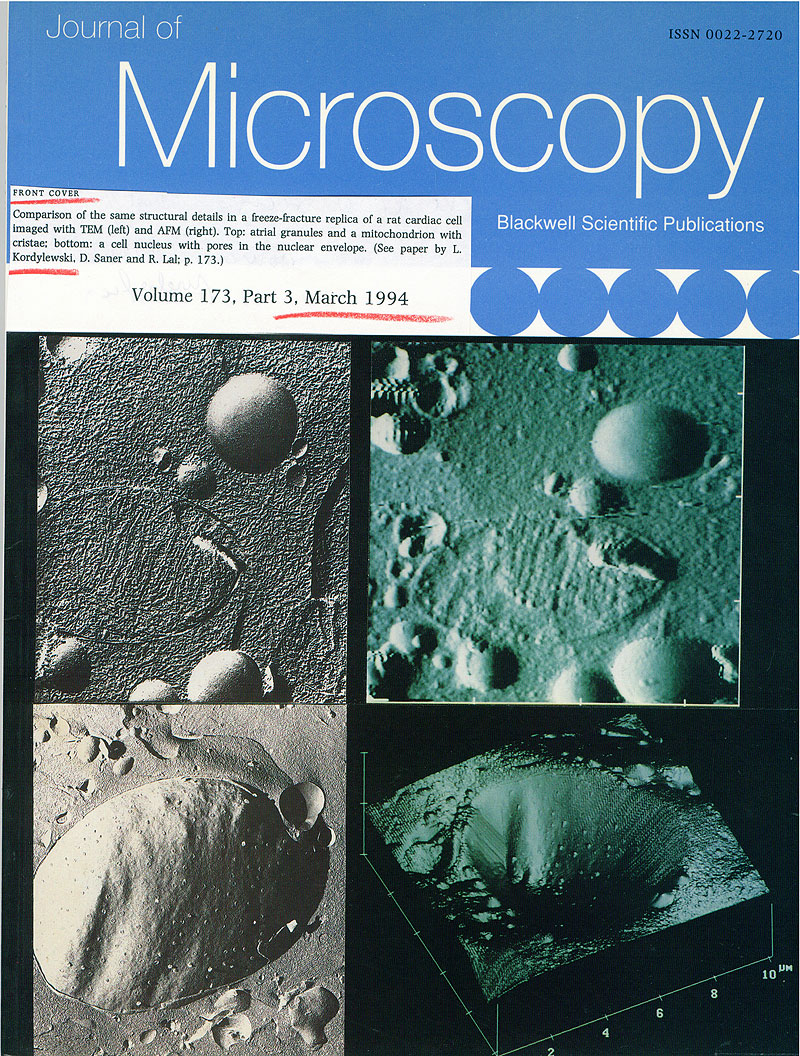 Journal of
ISSN 0022-2720
Microscopy
FRONT COVER
Comparison of the same structural details in a freeze-fracture replica of a rat cardiac cell
imaged with TEM (left) and AFM (right). Top: atrial granules and a mitochondrion with
cristae; bottom: a cell nucleus with pores in the nuclear envelope. (See paper by L.
Kordylewski, D. Saner and R. Lal; p. 173.)
Blackwell Scientific Publications
Volume 173, Part 3, March 1994
2
4
6
8
10 µM